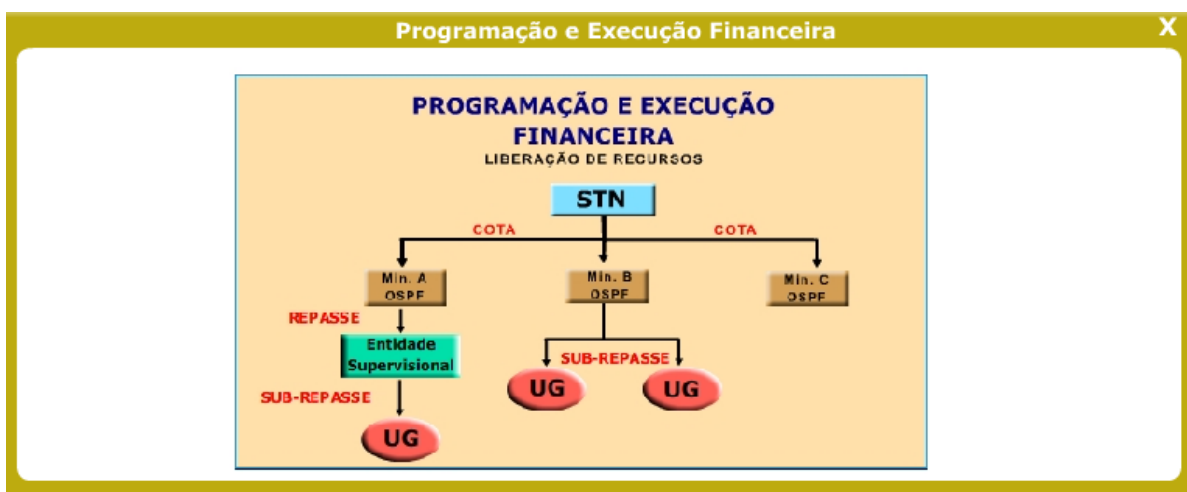 Programação e Execução Financeira
X
PROGRAMAÇÃO E EXECUÇÃO
FINANCEIRA
LIBERAÇÃO DE RECURSOS
STN
COTA
COTA
Min. A
OSPF
Min. B
OSPF
Min. C
OSPF
REPASSE
Entidade
Supervisional
SUB-REPASSE
UG
UG
SUB-REPASSE
UG